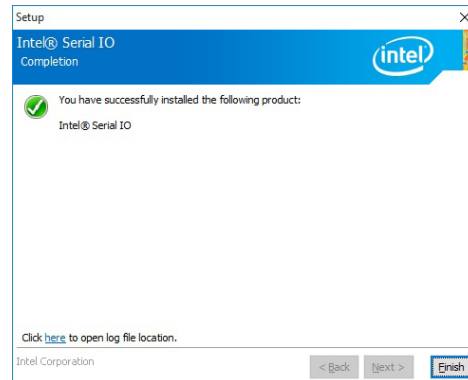 Setup
Intel® Serial IO
Completion
intel
You have successfully installed the following product:
Intel® Serial IO
Click here to open log file location.
Intel Corporation
< Back Next > Finish